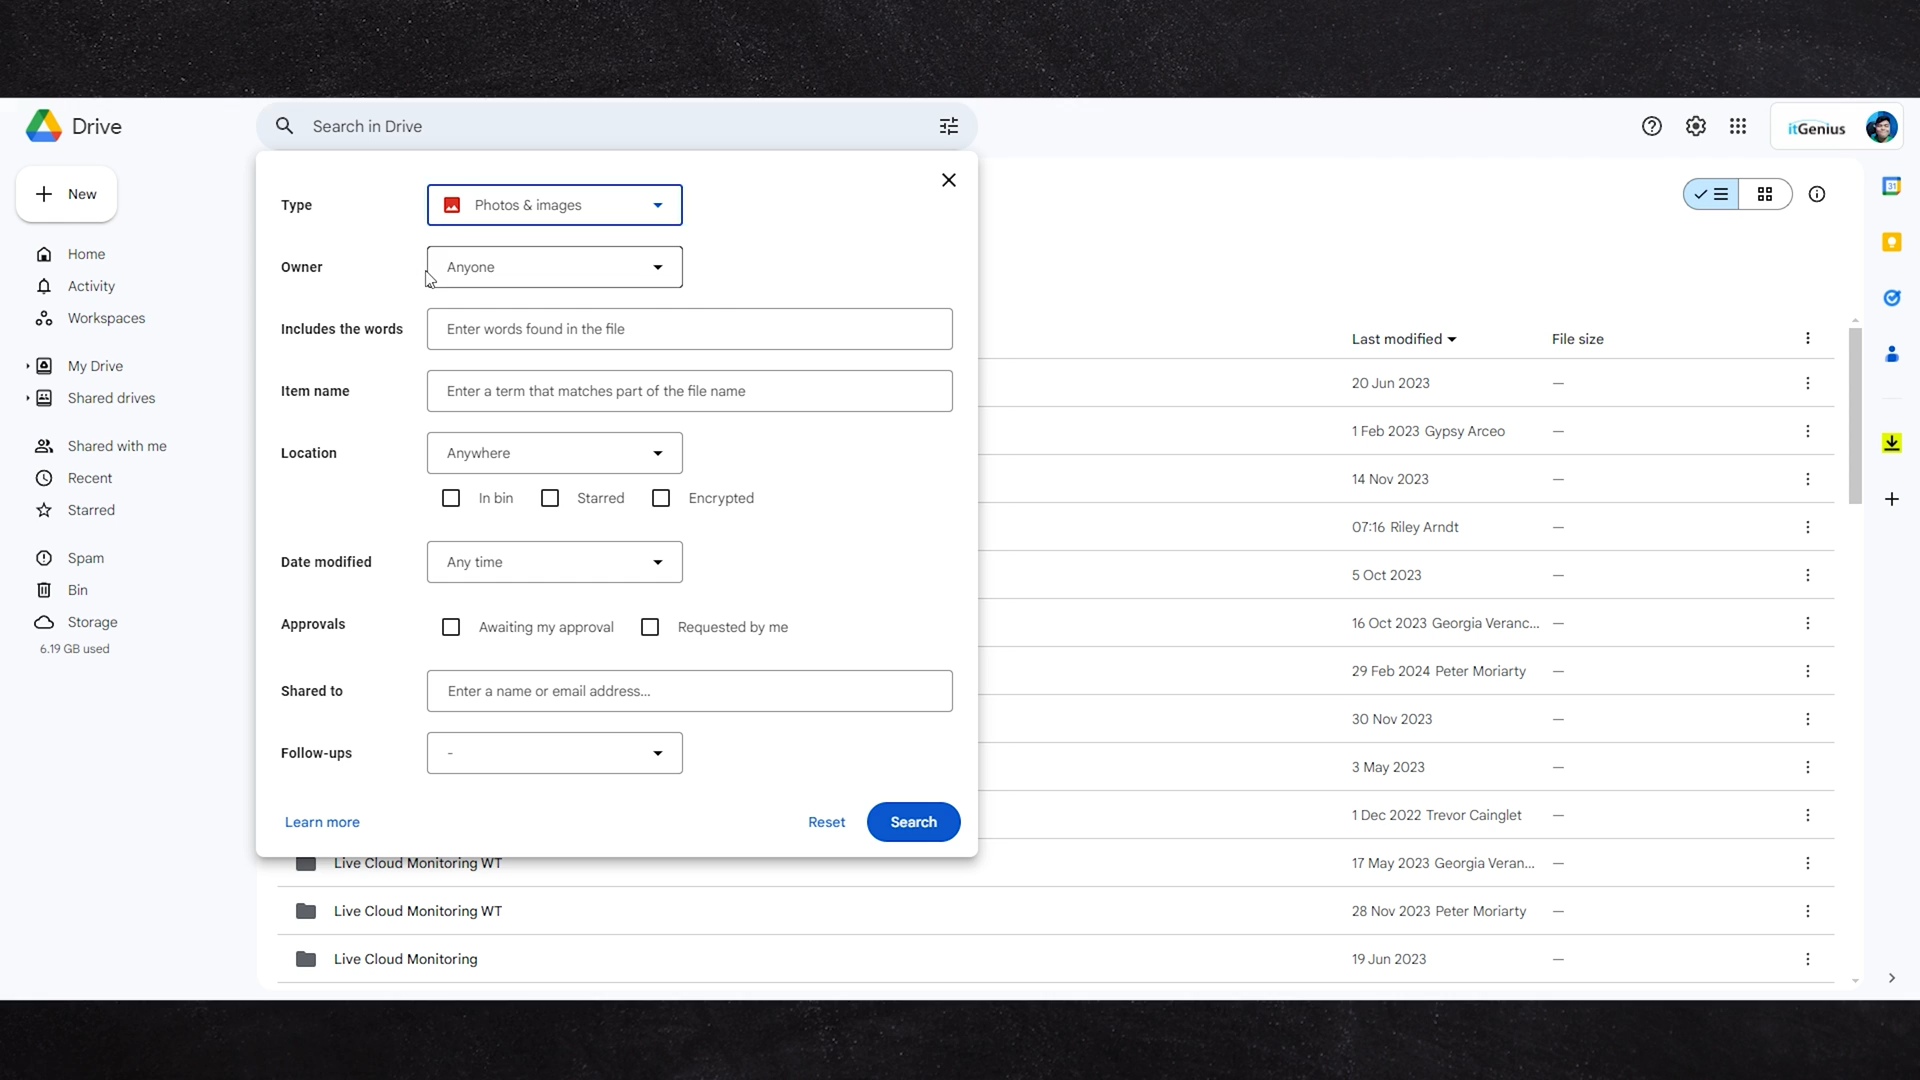 Drive
Search in Drive
itGenius
New
Home
Activity
Workspaces
My Drive
Shared drives
Shared with me
Recent
Starred
Spam
Bin
Storage
6.19 GB used
Type
Photos & images
Owner
Anyone
Includes the words
Enter words found in the file
Item name
Enter a term that matches part of the file name
Location
Anywhere
In bin
Starred
Encrypted
Date modified
Any time
Approvals
Awaiting my approval
Requested by me
Shared to
Enter a name or email address...
Follow-ups
-
Learn more
Reset
Search
Last modified
File size
20 Jun 2023 —
1 Feb 2023 Gypsy Arceo —
14 Nov 2023 —
07:16 Riley Arndt —
5 Oct 2023 —
16 Oct 2023 Georgia Veranc... —
29 Feb 2024 Peter Moriarty —
30 Nov 2023 —
3 May 2023 —
1 Dec 2022 Trevor Cainglet —
Live Cloud Monitoring WT 17 May 2023 Georgia Veran... —
Live Cloud Monitoring WT 28 Nov 2023 Peter Moriarty —
Live Cloud Monitoring 19 Jun 2023 —
31